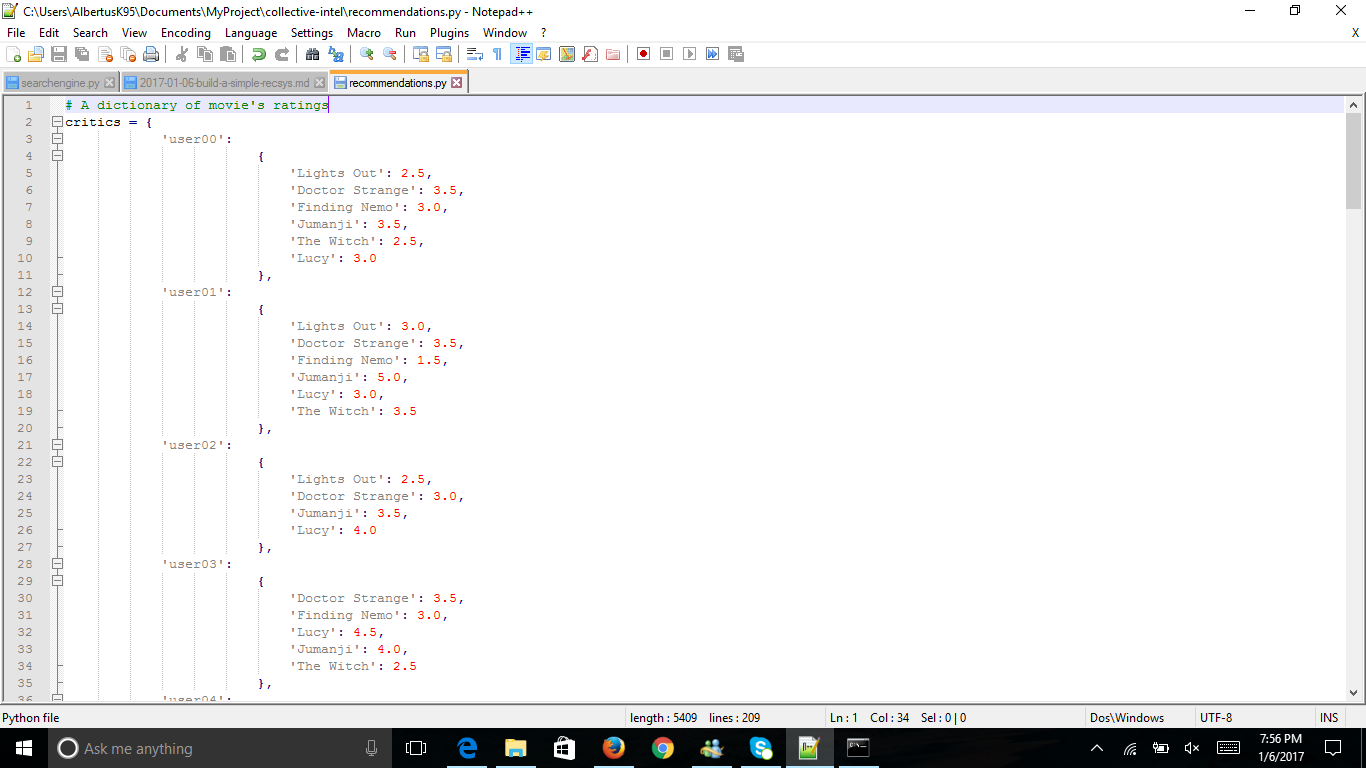 C:\Users\AlbertusK95\Documents\MyProject\collective-intel\recommendations.py - Notepad++
File Edit Search View Encoding Language Settings Macro Run Plugins Window ? X
searchengine.py 2017-01-06-build-a-simple-recsys.md recommendations.py
1 # A dictionary of movie's ratings
2 critics = {
3 'user00':
4 {
5 'Lights Out': 2.5,
6 'Doctor Strange': 3.5,
7 'Finding Nemo': 3.0,
8 'Jumanji': 3.5,
9 'The Witch': 2.5,
10 'Lucy': 3.0
11 },
12 'user01':
13 {
14 'Lights Out': 3.0,
15 'Doctor Strange': 3.5,
16 'Finding Nemo': 1.5,
17 'Jumanji': 5.0,
18 'Lucy': 3.0,
19 'The Witch': 3.5
20 },
21 'user02':
22 {
23 'Lights Out': 2.5,
24 'Doctor Strange': 3.0,
25 'Jumanji': 3.5,
26 'Lucy': 4.0
27 },
28 'user03':
29 {
30 'Doctor Strange': 3.5,
31 'Finding Nemo': 3.0,
32 'Lucy': 4.5,
33 'Jumanji': 4.0,
34 'The Witch': 2.5
35 },
36 'user04':
Python file length : 5409 lines : 209 Ln : 1 Col : 34 Sel : 0 | 0 Dos\Windows UTF-8 INS
Ask me anything 7:56 PM
1/6/2017